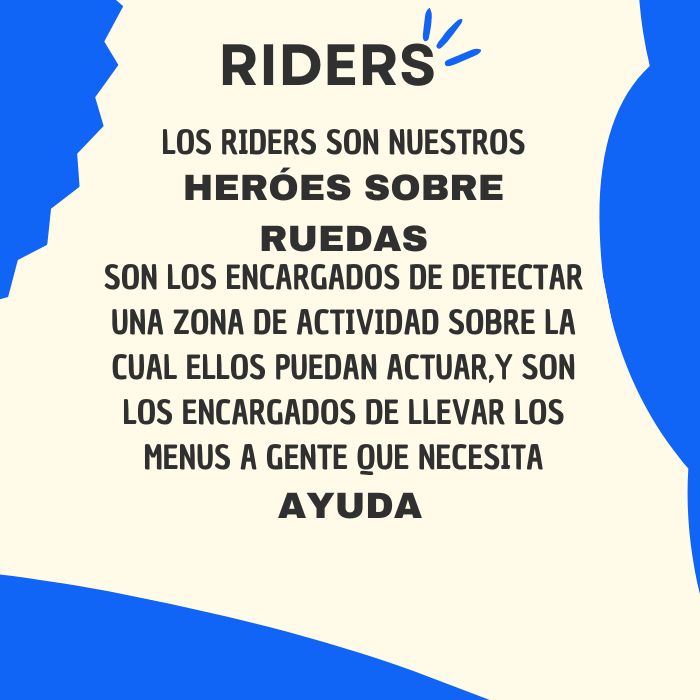 RIDERS
LOS RIDERS SON NUESTROS
HERÓES SOBRE
RUEDAS
SON LOS ENCARGADOS DE DETECTAR
UNA ZONA DE ACTIVIDAD SOBRE LA
CUAL ELLOS PUEDAN ACTUAR,Y SON
LOS ENCARGADOS DE LLEVAR LOS
MENUS A GENTE QUE NECESITA
AYUDA